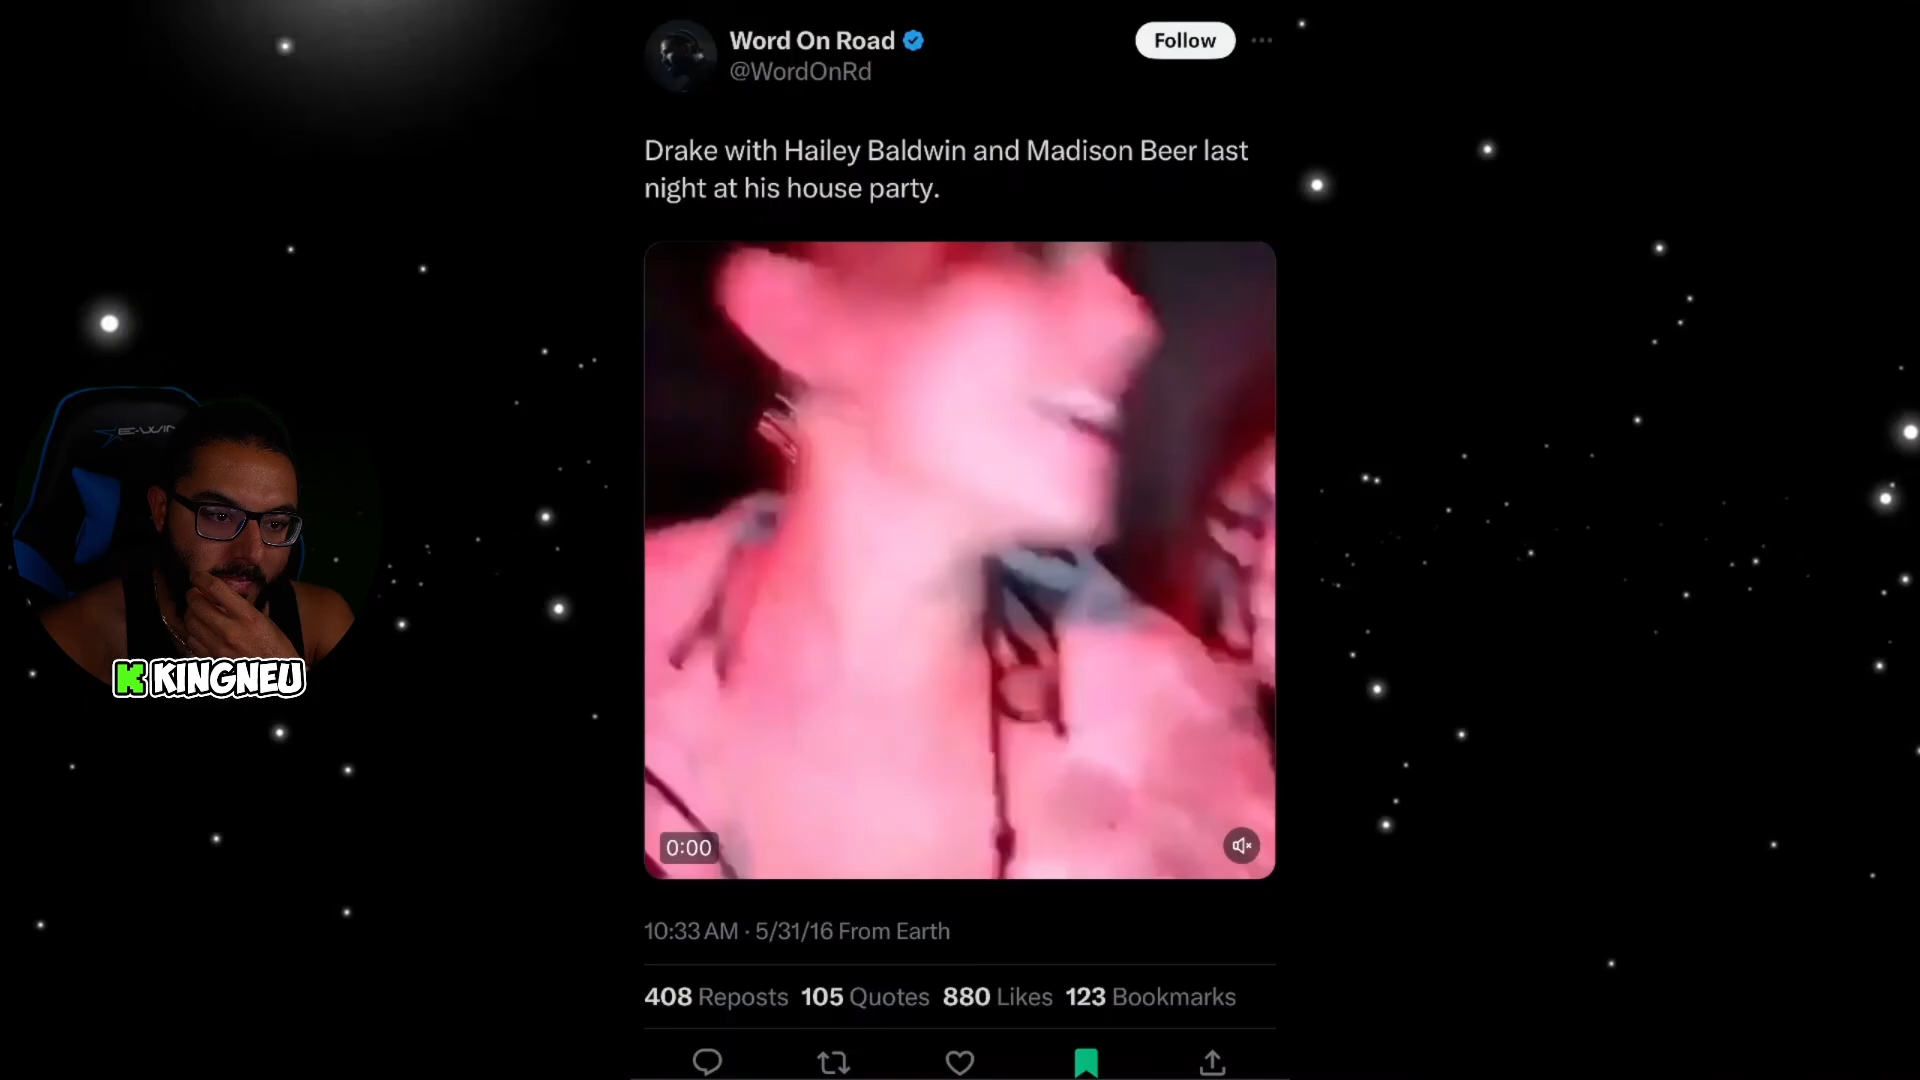 Word On Road
@WordOnRd
Follow
Drake with Hailey Baldwin and Madison Beer last
night at his house party.
E-WIN
K KINGNEU
0:00
10:33 AM · 5/31/16 From Earth
408 Reposts 105 Quotes 880 Likes 123 Bookmarks